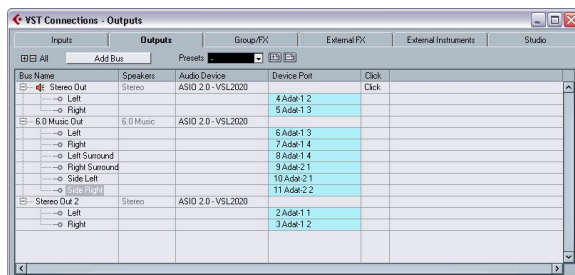 VST Connections - Outputs
Inputs Outputs Group/FX External FX External Instruments Studio
All Add Bus Presets -
Bus Name Speakers Audio Device Device Port Click
Stereo Out Stereo ASIO 2.0 - VSL2020 Click
Left 4 Adat-1 2
Right 5 Adat-1 3
6.0 Music Out 6.0 Music ASIO 2.0 - VSL2020
Left 6 Adat-1 3
Right 7 Adat-1 4
Left Surround 8 Adat-1 4
Right Surround 9 Adat-2 1
Side Left 10 Adat-2 1
Side Right 11 Adat-2 2
Stereo Out 2 Stereo ASIO 2.0 - VSL2020
Left 2 Adat-1 1
Right 3 Adat-1 2